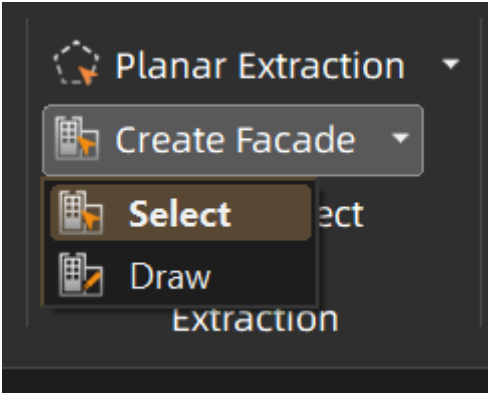 Planar Extraction
Create Facade
Select
ect
Draw
Extraction